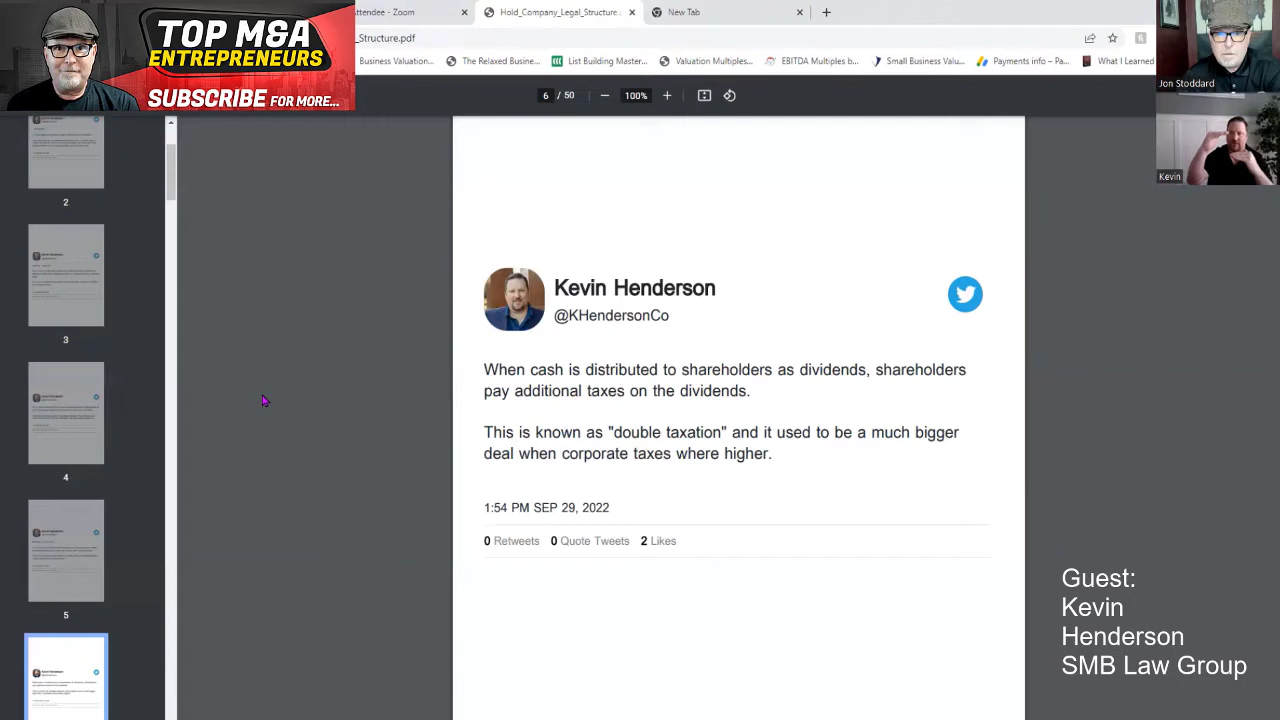 TOP M&A
ENTREPRENEURS
SUBSCRIBE FOR MORE...
ttendee - Zoom
Hold_Company_Legal_Structure...
New Tab
_Structure.pdf
Business Valuation...
The Relaxed Busine...
List Building Master...
Valuation Multiples...
EBITDA Multiples b...
Small Business Valu...
Payments info – Pa...
What I Learned
6 / 50
100%
Jon Stoddard
Kevin
2
3
4
5
Kevin Henderson
@KHendersonCo
When cash is distributed to shareholders as dividends, shareholders
pay additional taxes on the dividends.
This is known as "double taxation" and it used to be a much bigger
deal when corporate taxes where higher.
1:54 PM SEP 29, 2022
0 Retweets 0 Quote Tweets 2 Likes
Guest:
Kevin
Henderson
SMB Law Group